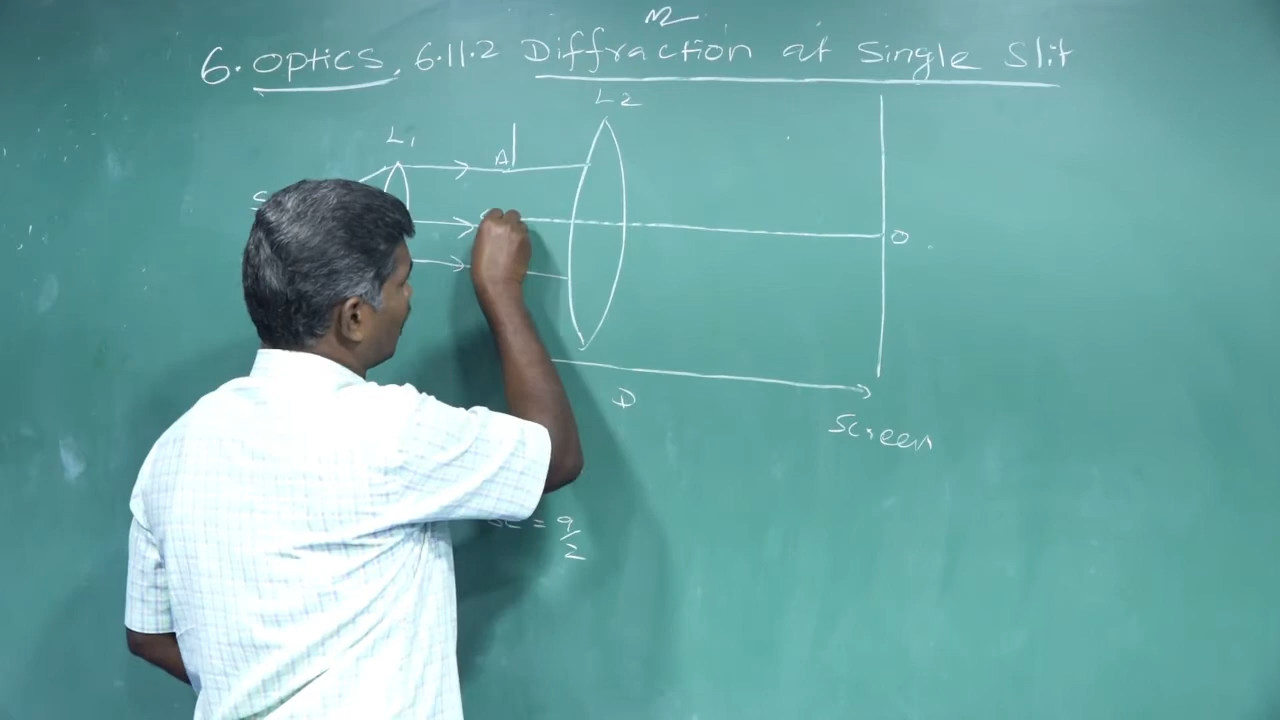 6. Optics. 6.11.2 Diffraction at Single Slit
L2
L1
A
S
O
D
Screen
= a/2